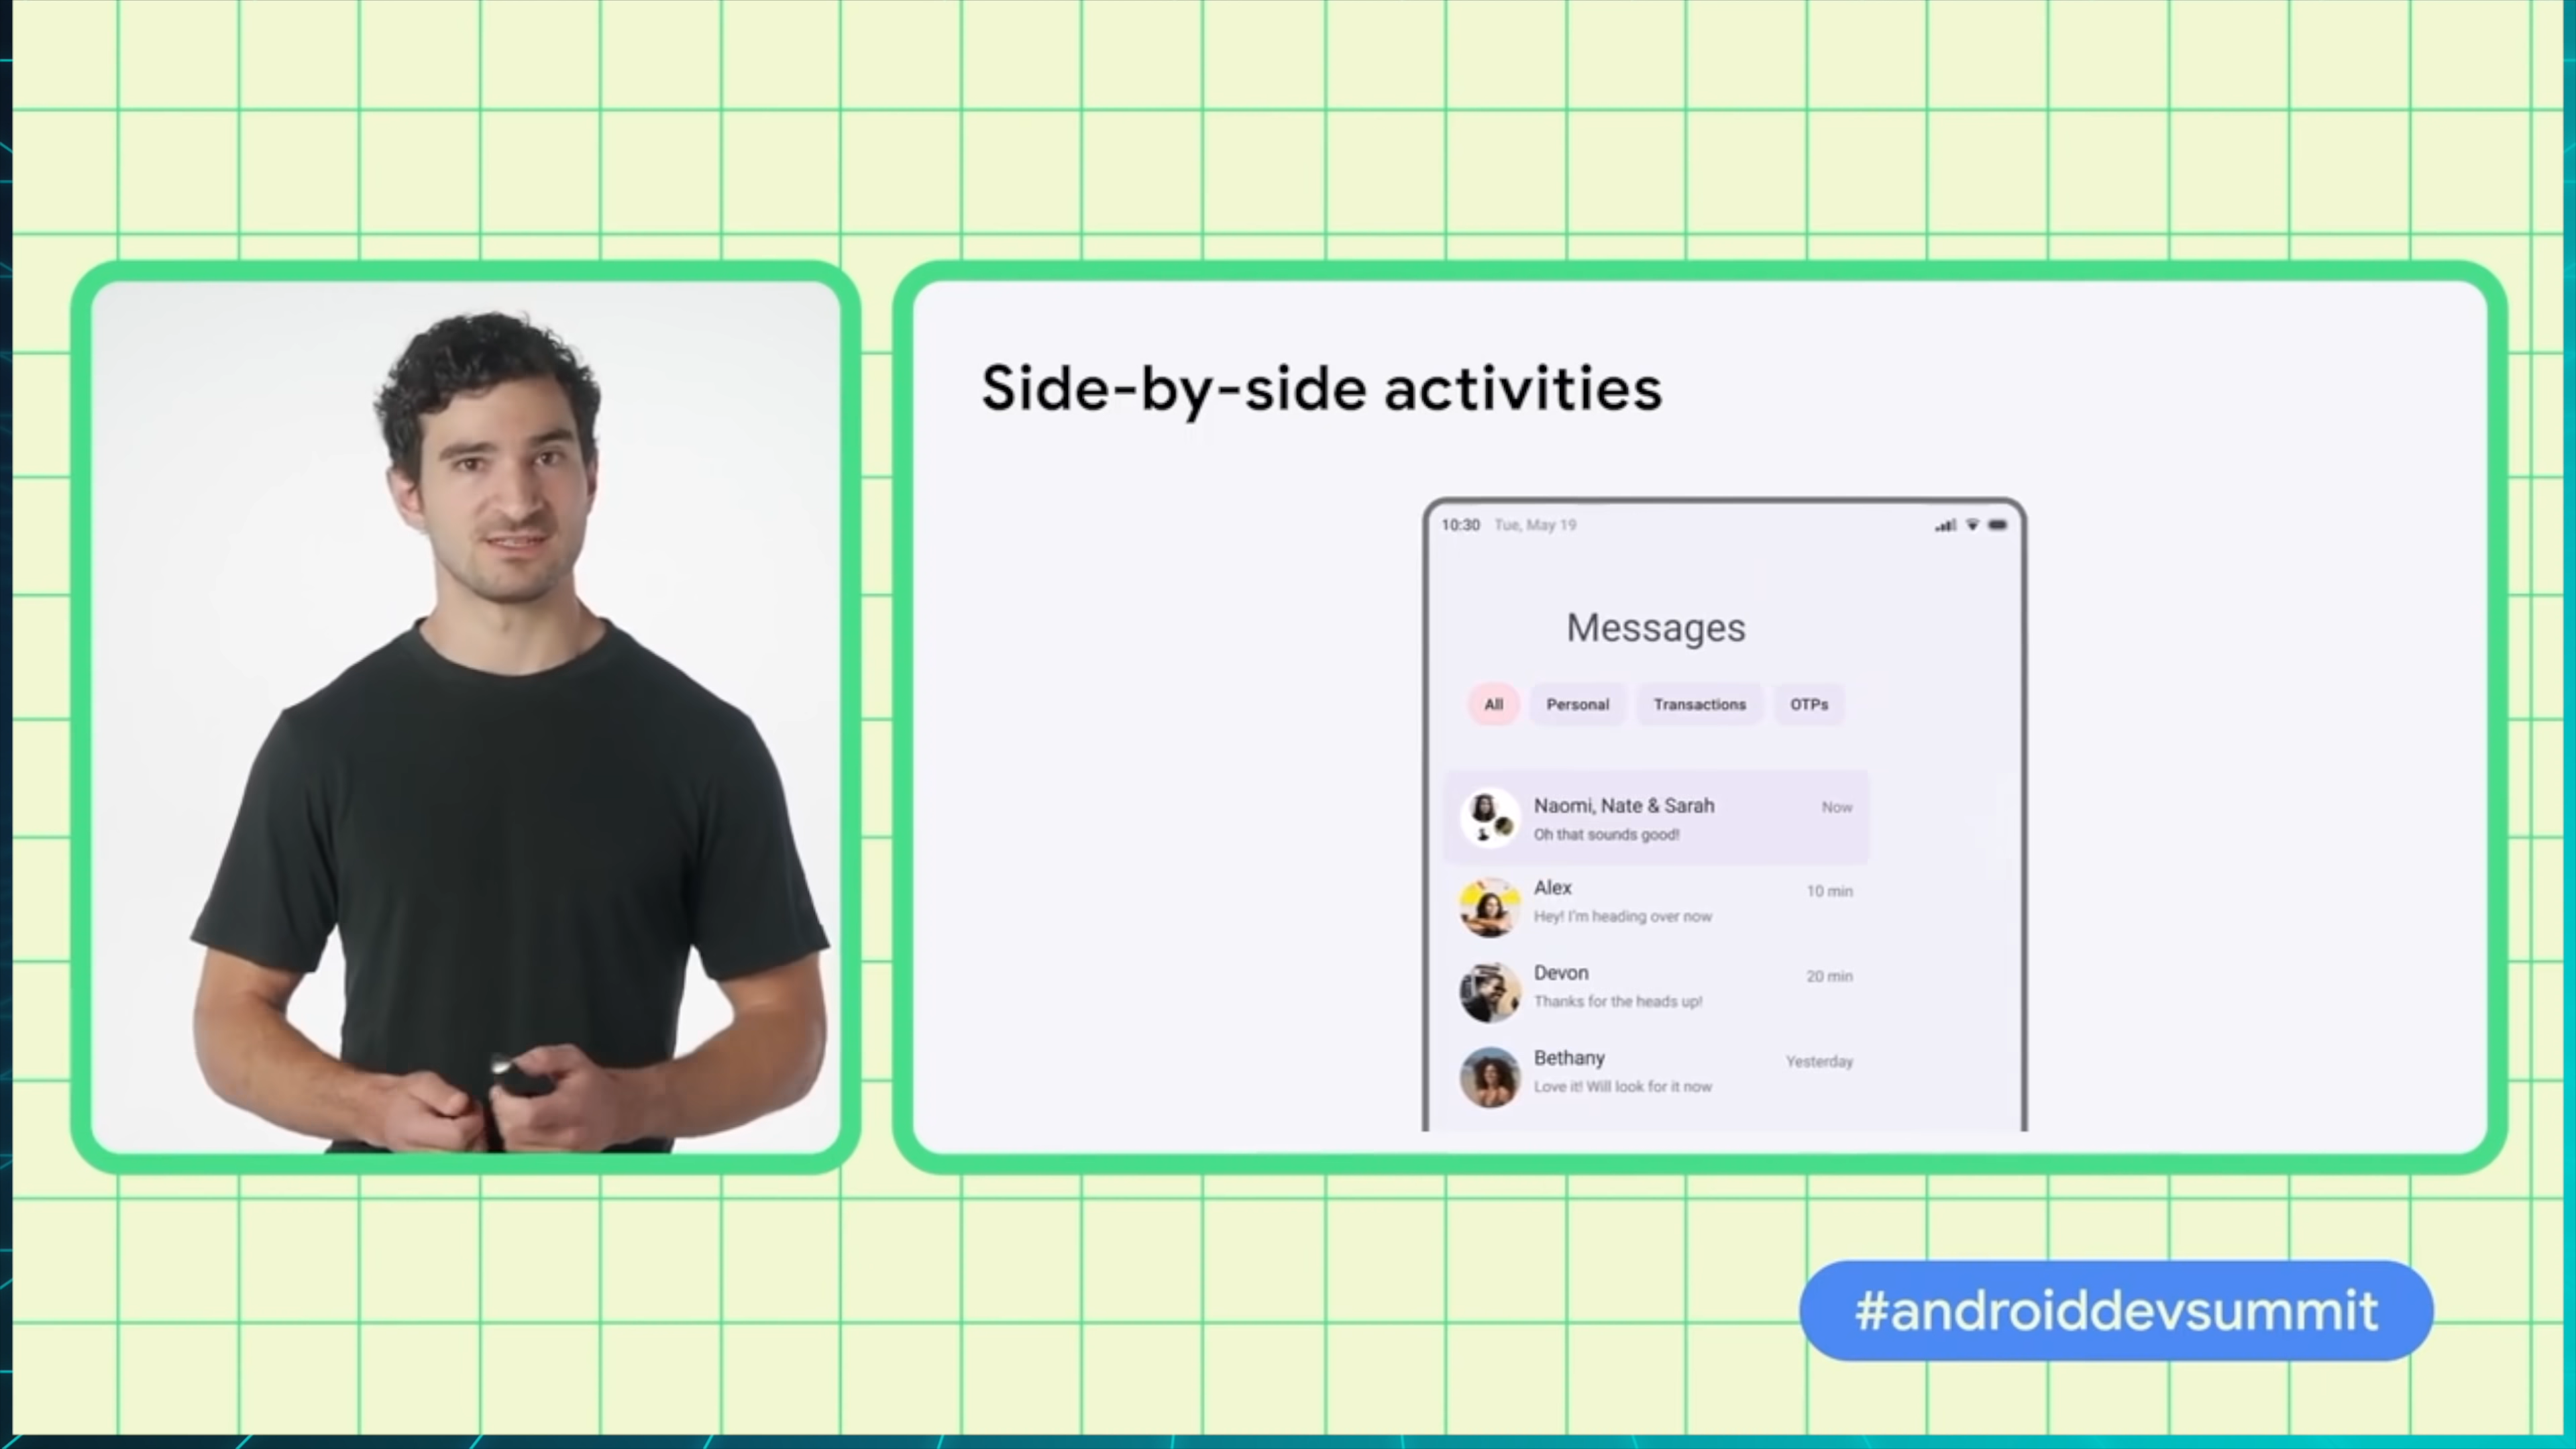 Side-by-side activities
10:30 Tue, May 19
Messages
All Personal Transactions OTPs
Naomi, Nate & Sarah Now
Oh that sounds good!
Alex 10 min
Hey! I'm heading over now
Devon 20 min
Thanks for the heads up!
Bethany Yesterday
Love it! Will look for it now
#androiddevsummit